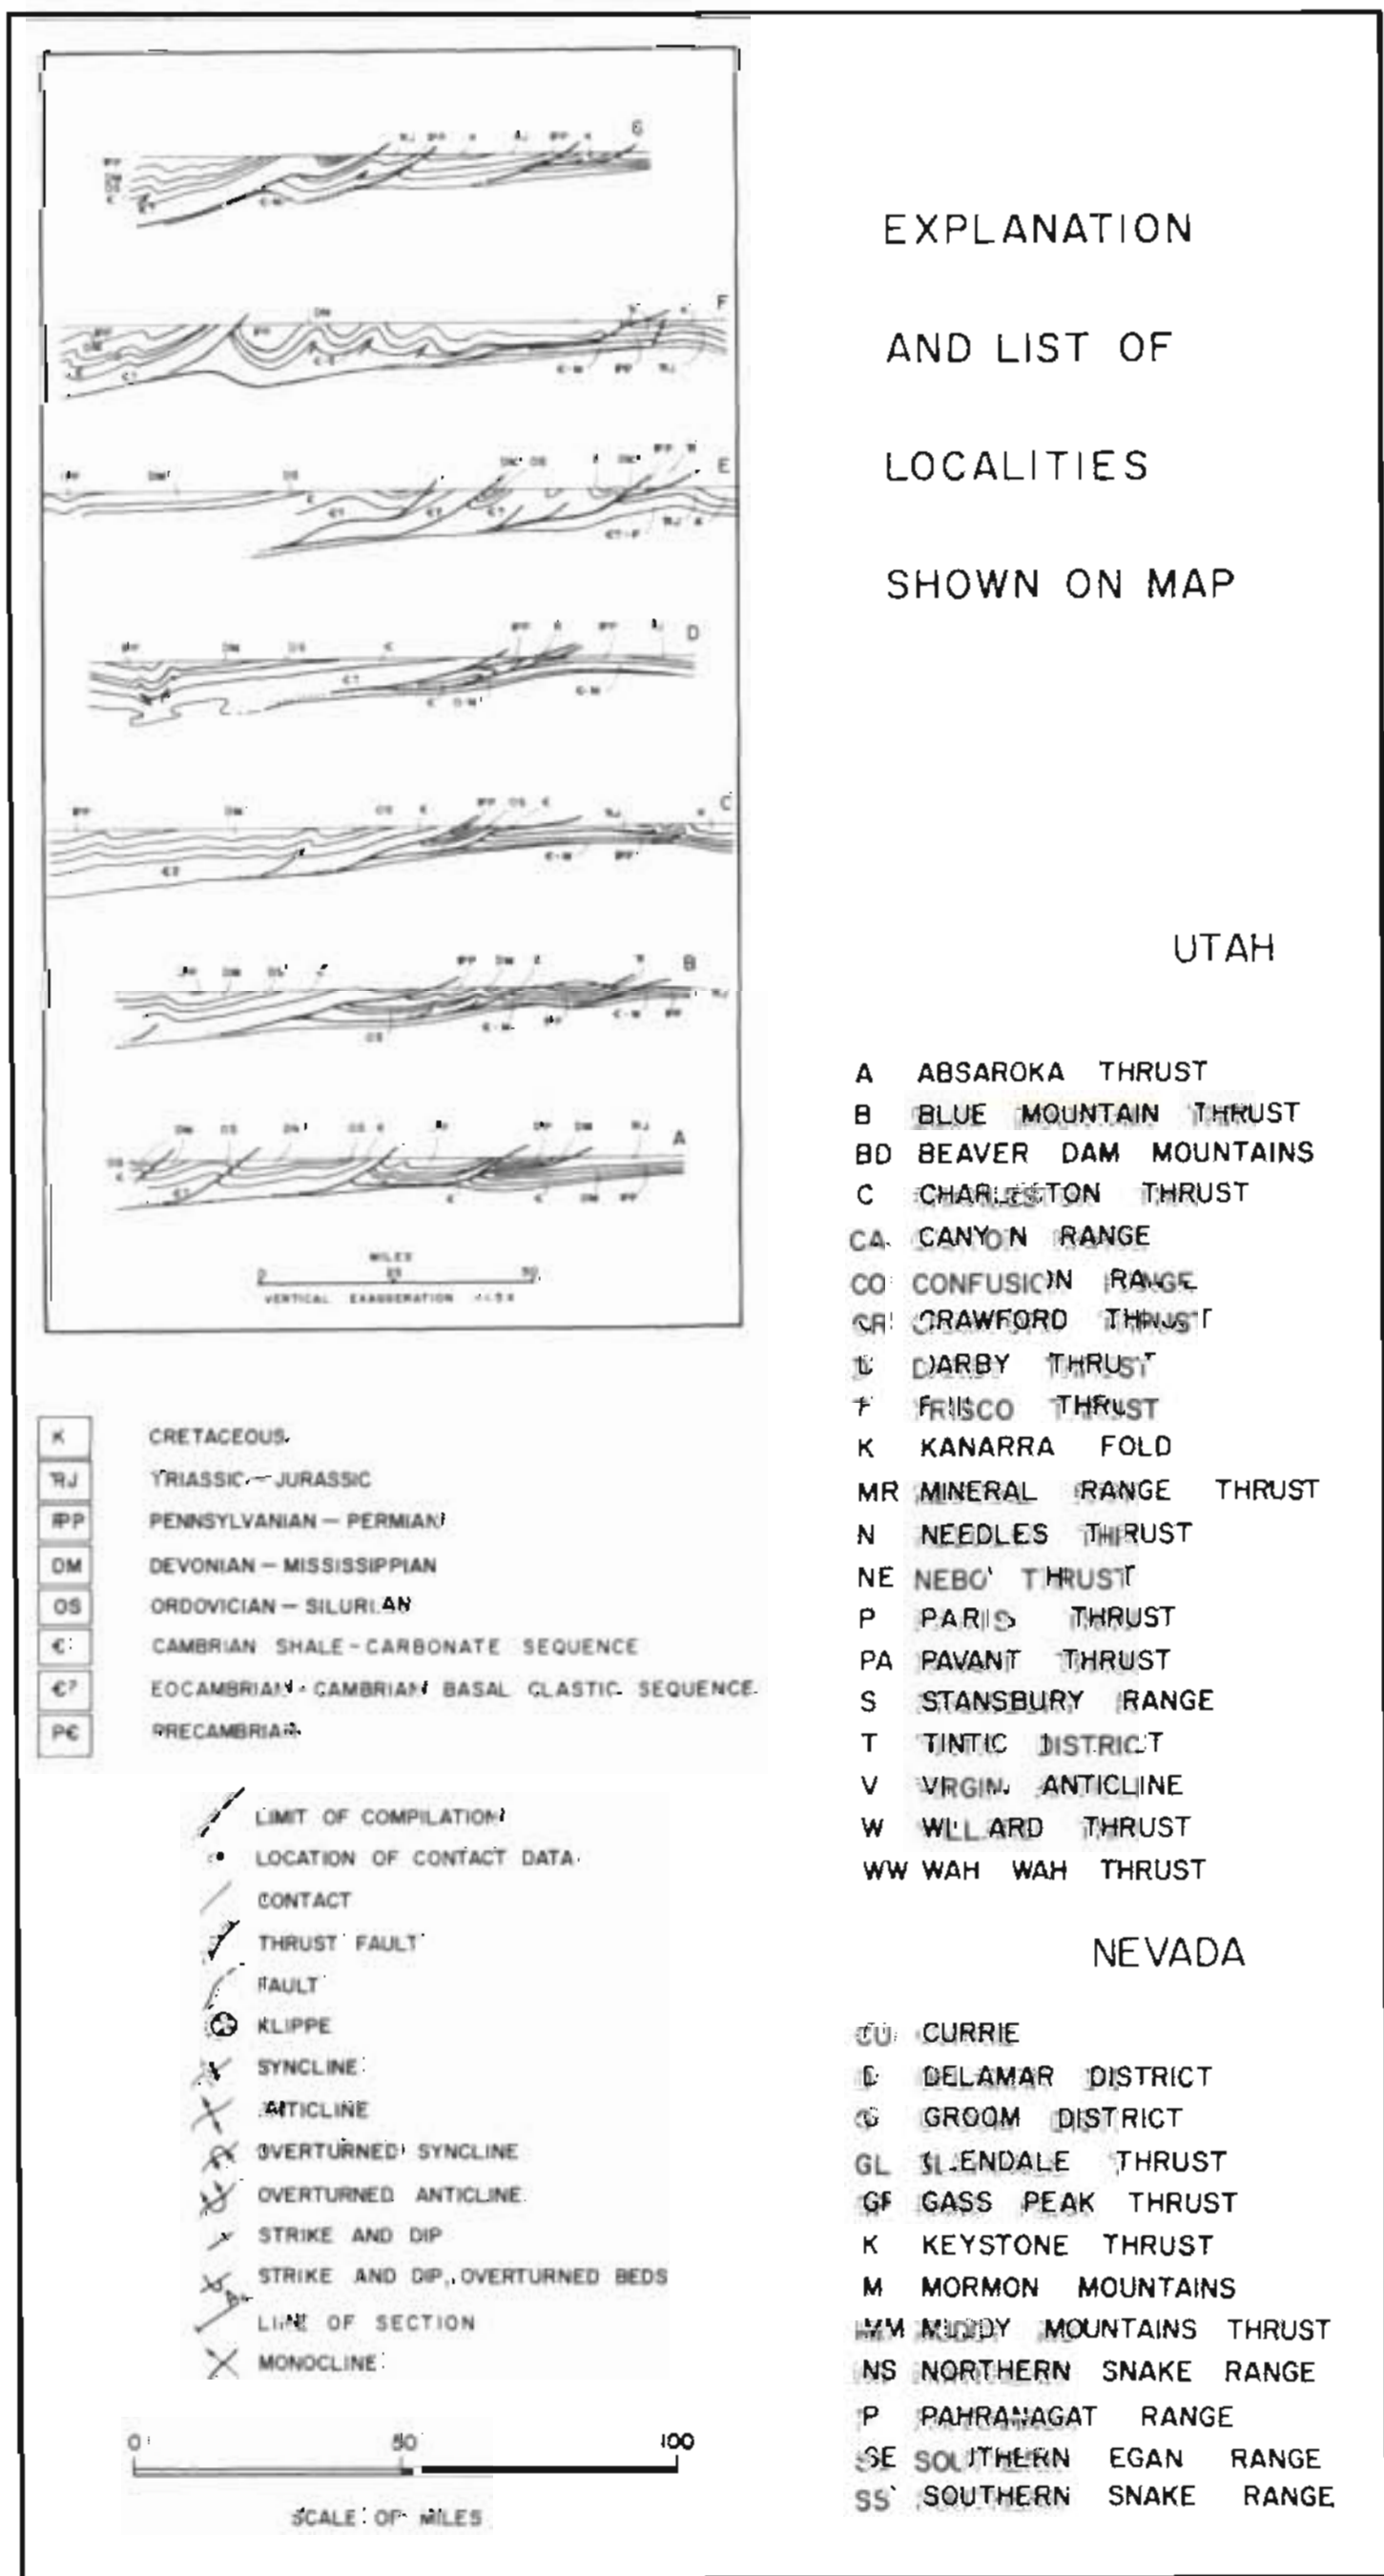 G
F
E
D
C
B
A
MILES
0 25 50
VERTICAL EXAGGERATION
K CRETACEOUS
TRIASSIC — JURASSIC
PENNSYLVANIAN — PERMIAN
DM DEVONIAN — MISSISSIPPIAN
OS ORDOVICIAN — SILURIAN
Є CAMBRIAN SHALE - CARBONATE SEQUENCE
EOCAMBRIAN - CAMBRIAN BASAL CLASTIC SEQUENCE
PЄ PRECAMBRIAN
LIMIT OF COMPILATION
LOCATION OF CONTACT DATA
CONTACT
THRUST FAULT
FAULT
KLIPPE
SYNCLINE
ANTICLINE
OVERTURNED SYNCLINE
OVERTURNED ANTICLINE
STRIKE AND DIP
STRIKE AND DIP, OVERTURNED BEDS
LINE OF SECTION
MONOCLINE
0 50 100
SCALE OF MILES
EXPLANATION
AND LIST OF
LOCALITIES
SHOWN ON MAP
UTAH
A ABSAROKA THRUST
B BLUE MOUNTAIN THRUST
BD BEAVER DAM MOUNTAINS
C CHARLESTON THRUST
CA CANYON RANGE
CO CONFUSION RANGE
CR CRAWFORD THRUST
D DARBY THRUST
F FRISCO THRUST
K KANARRA FOLD
MR MINERAL RANGE THRUST
N NEEDLES THRUST
NE NEBO THRUST
P PARIS THRUST
PA PAVANT THRUST
S STANSBURY RANGE
T TINTIC DISTRICT
V VIRGIN ANTICLINE
W WILLARD THRUST
WW WAH WAH THRUST
NEVADA
CU CURRIE
D DELAMAR DISTRICT
G GROOM DISTRICT
GL GLENDALE THRUST
GP GASS PEAK THRUST
K KEYSTONE THRUST
M MORMON MOUNTAINS
MM MUDDY MOUNTAINS THRUST
NS NORTHERN SNAKE RANGE
P PAHRANAGAT RANGE
SE SOUTHERN EGAN RANGE
SS SOUTHERN SNAKE RANGE